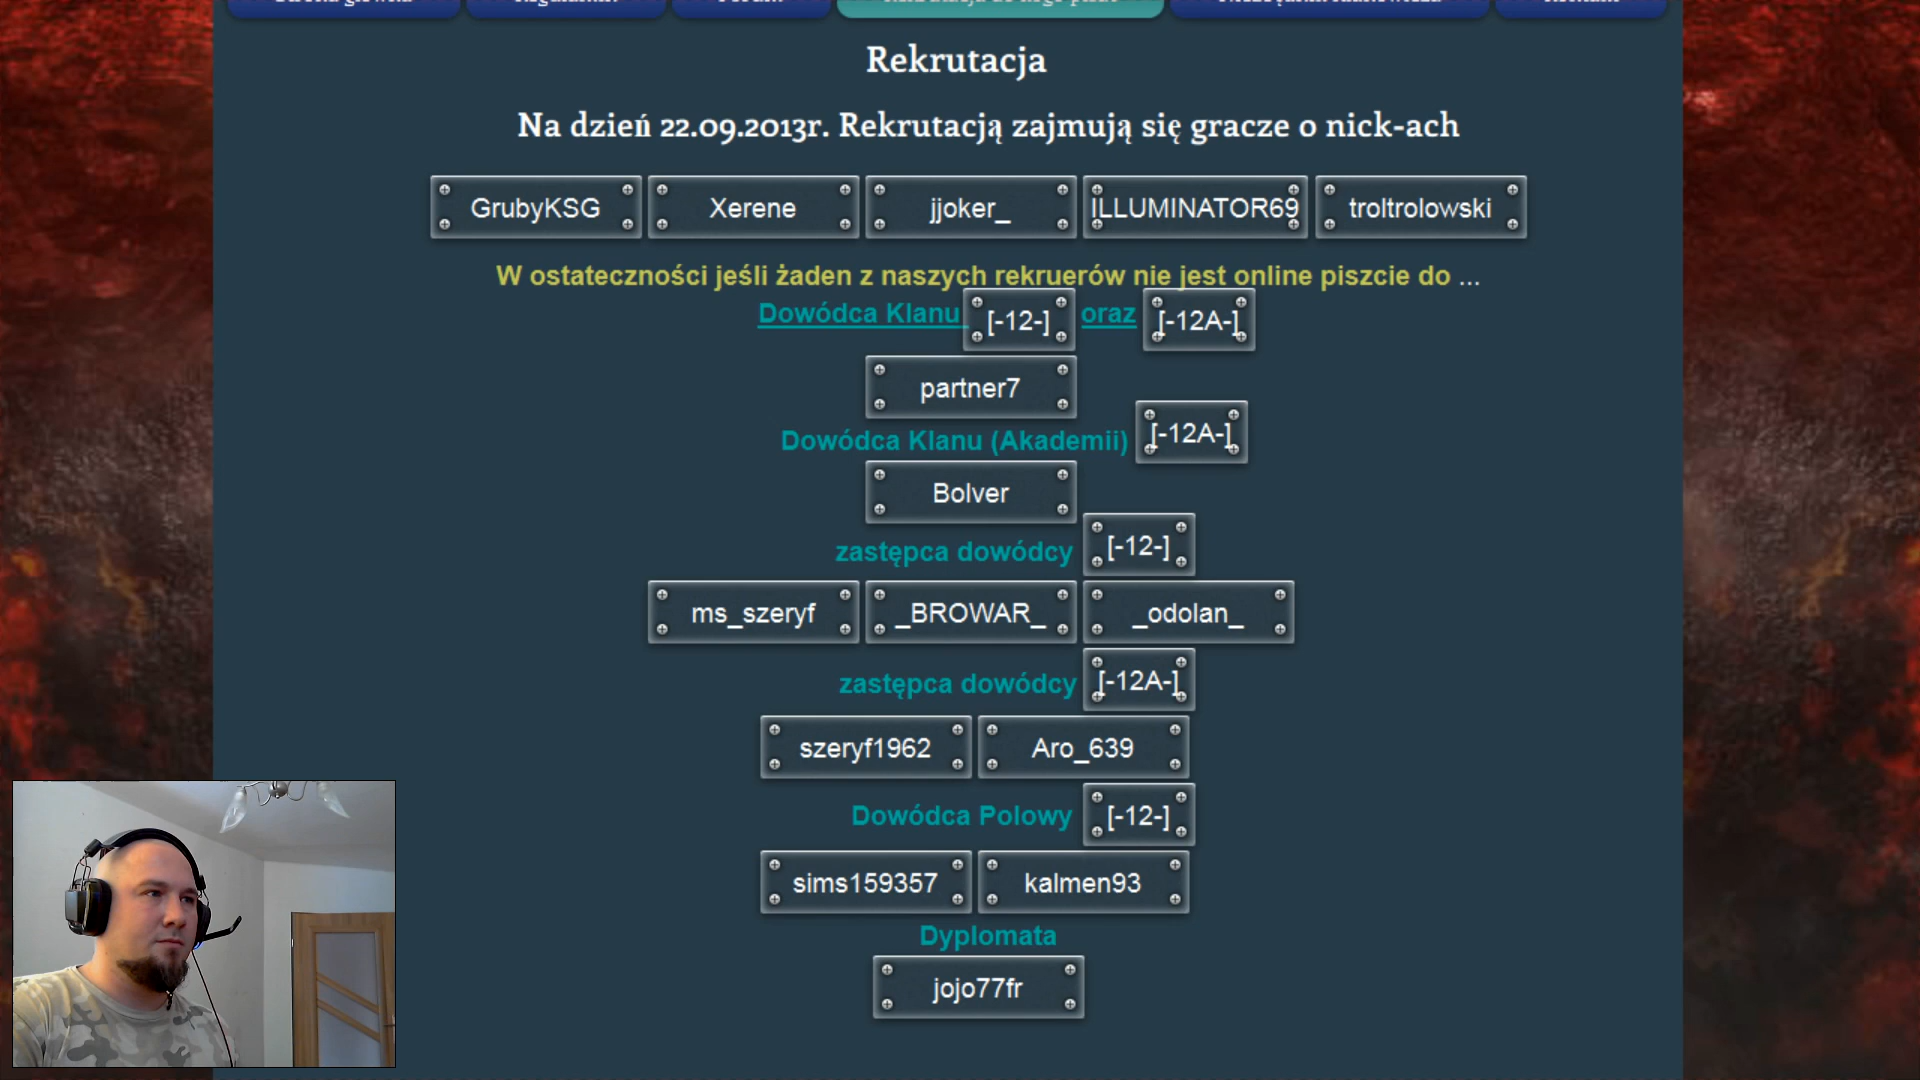 Rekrutacja
Na dzień 22.09.2013r. Rekrutacją zajmują się gracze o nick-ach
GrubyKSG Xerene jjoker_ ILLUMINATOR69 troltrolowski
W ostateczności jeśli żaden z naszych rekruerów nie jest online piszcie do ...
Dowódca Klanu [-12-] oraz [-12A-]
partner7
Dowódca Klanu (Akademii) [-12A-]
Bolver
zastępca dowódcy [-12-]
ms_szeryf _BROWAR_ _odolan_
zastępca dowódcy [-12A-]
szeryf1962 Aro_639
Dowódca Polowy [-12-]
sims159357 kalmen93
Dyplomata
jojo77fr